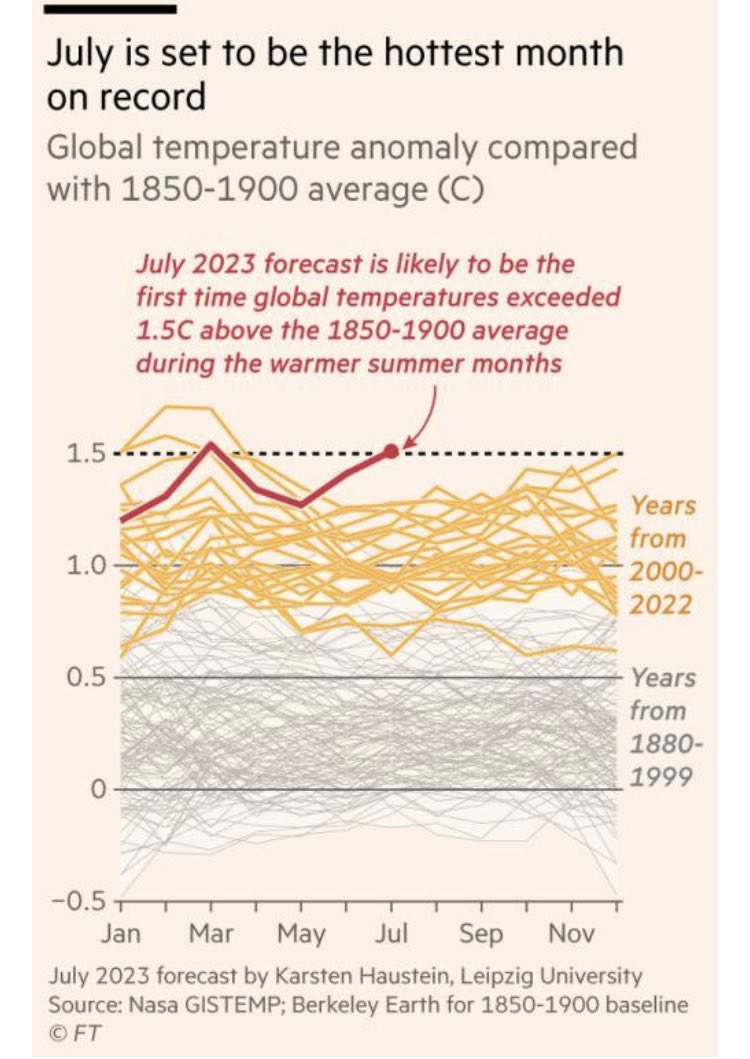 July is set to be the hottest month
on record
Global temperature anomaly compared
with 1850-1900 average (C)
July 2023 forecast is likely to be the
first time global temperatures exceeded
1.5C above the 1850-1900 average
during the warmer summer months
1.5
Years
from
2000-
2022
1.0
0.5
Years
from
1880-
1999
0
−0.5
Jan Mar May Jul Sep Nov
July 2023 forecast by Karsten Haustein, Leipzig University
Source: Nasa GISTEMP; Berkeley Earth for 1850-1900 baseline
© FT